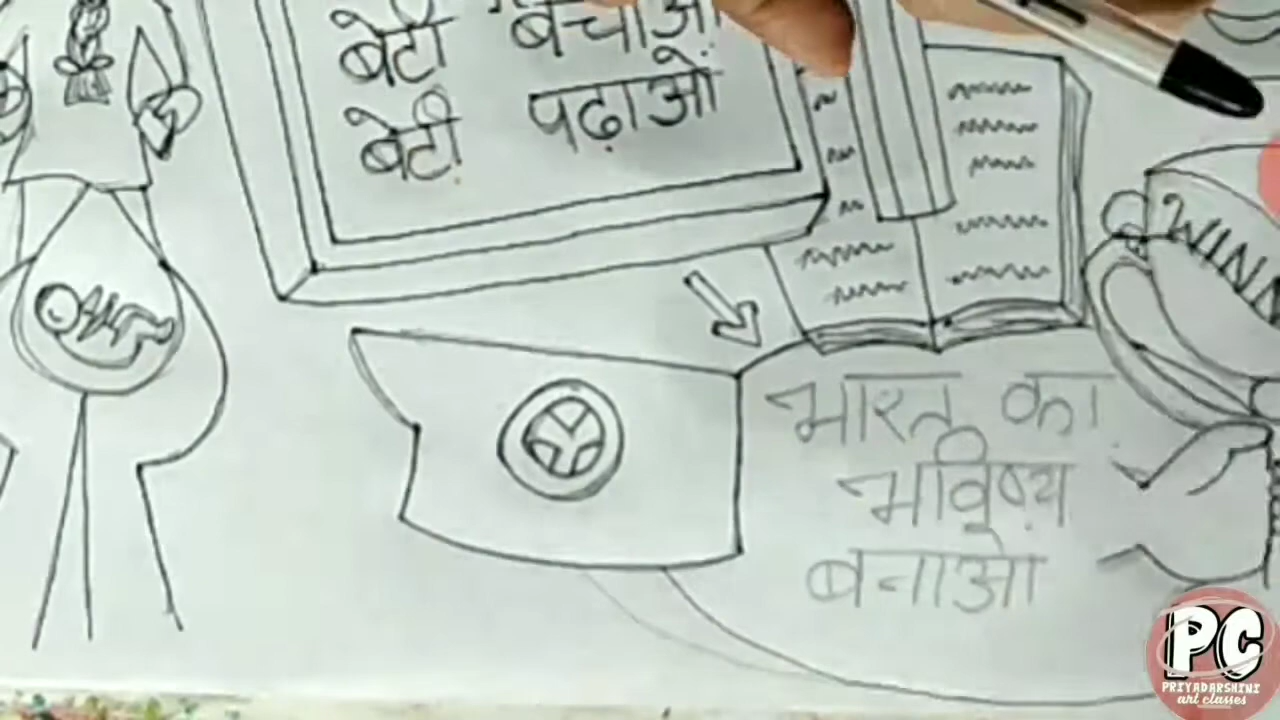 बेटी बचाओं
बेटी पढ़ाओं
WINN
भारत का
भविष्य
बनाओ
PC
PRIYADARSHINI
art classes